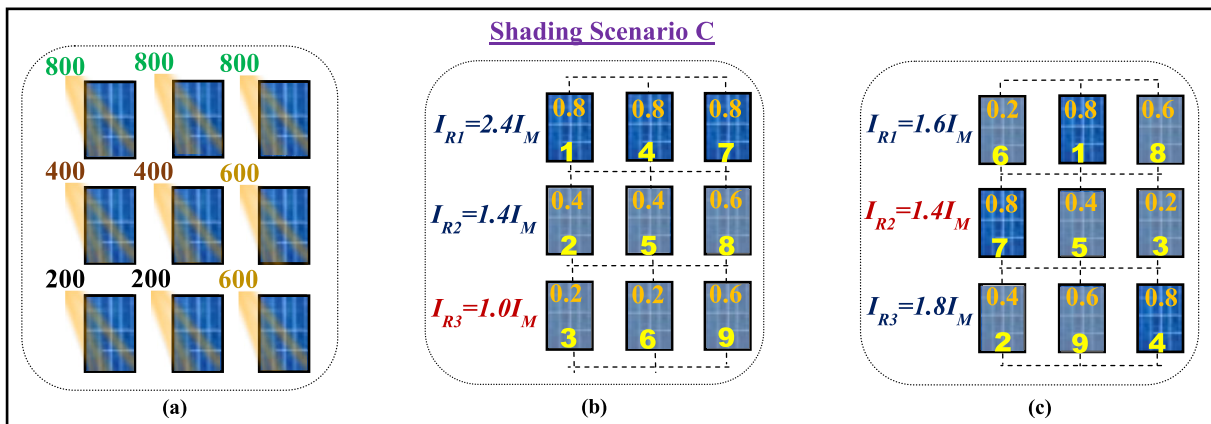 Shading Scenario C
800 800 800
400 400 600
200 200 600
(a)
0.8 0.8 0.8
I_R1=2.4I_M
1 4 7
0.4 0.4 0.6
I_R2=1.4I_M
2 5 8
0.2 0.2 0.6
I_R3=1.0I_M
3 6 9
(b)
0.2 0.8 0.6
I_R1=1.6I_M
6 1 8
0.8 0.4 0.2
I_R2=1.4I_M
7 5 3
0.4 0.6 0.8
I_R3=1.8I_M
2 9 4
(c)